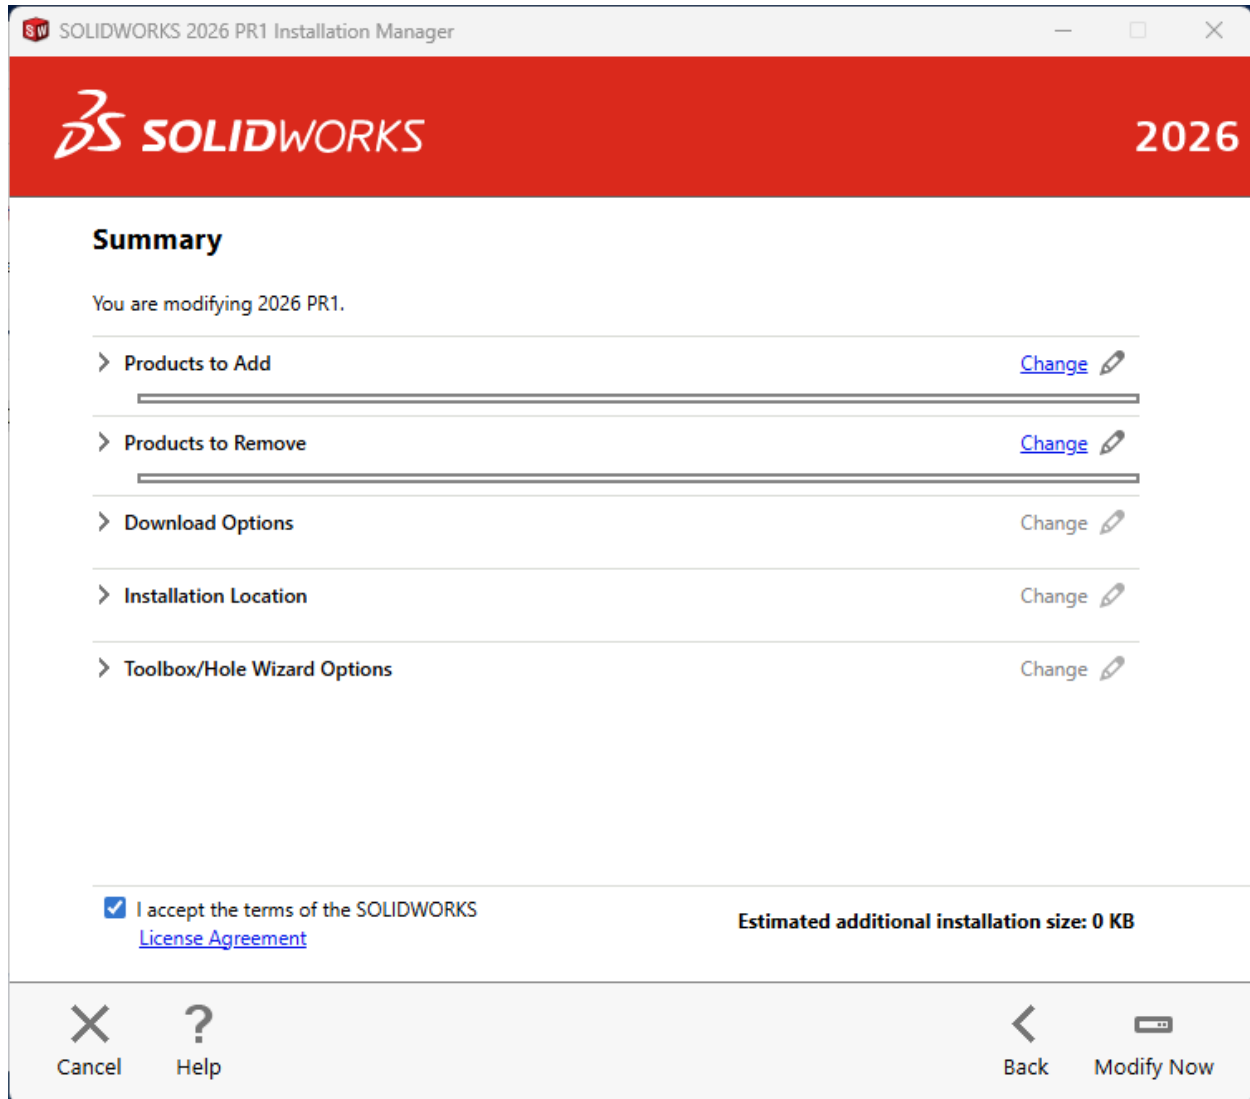 SOLIDWORKS 2026 PR1 Installation Manager
SOLIDWORKS 2026
Summary
You are modifying 2026 PR1.
Products to Add Change
Products to Remove Change
Download Options Change
Installation Location Change
Toolbox/Hole Wizard Options Change
I accept the terms of the SOLIDWORKS
License Agreement
Estimated additional installation size: 0 KB
Cancel Help Back Modify Now